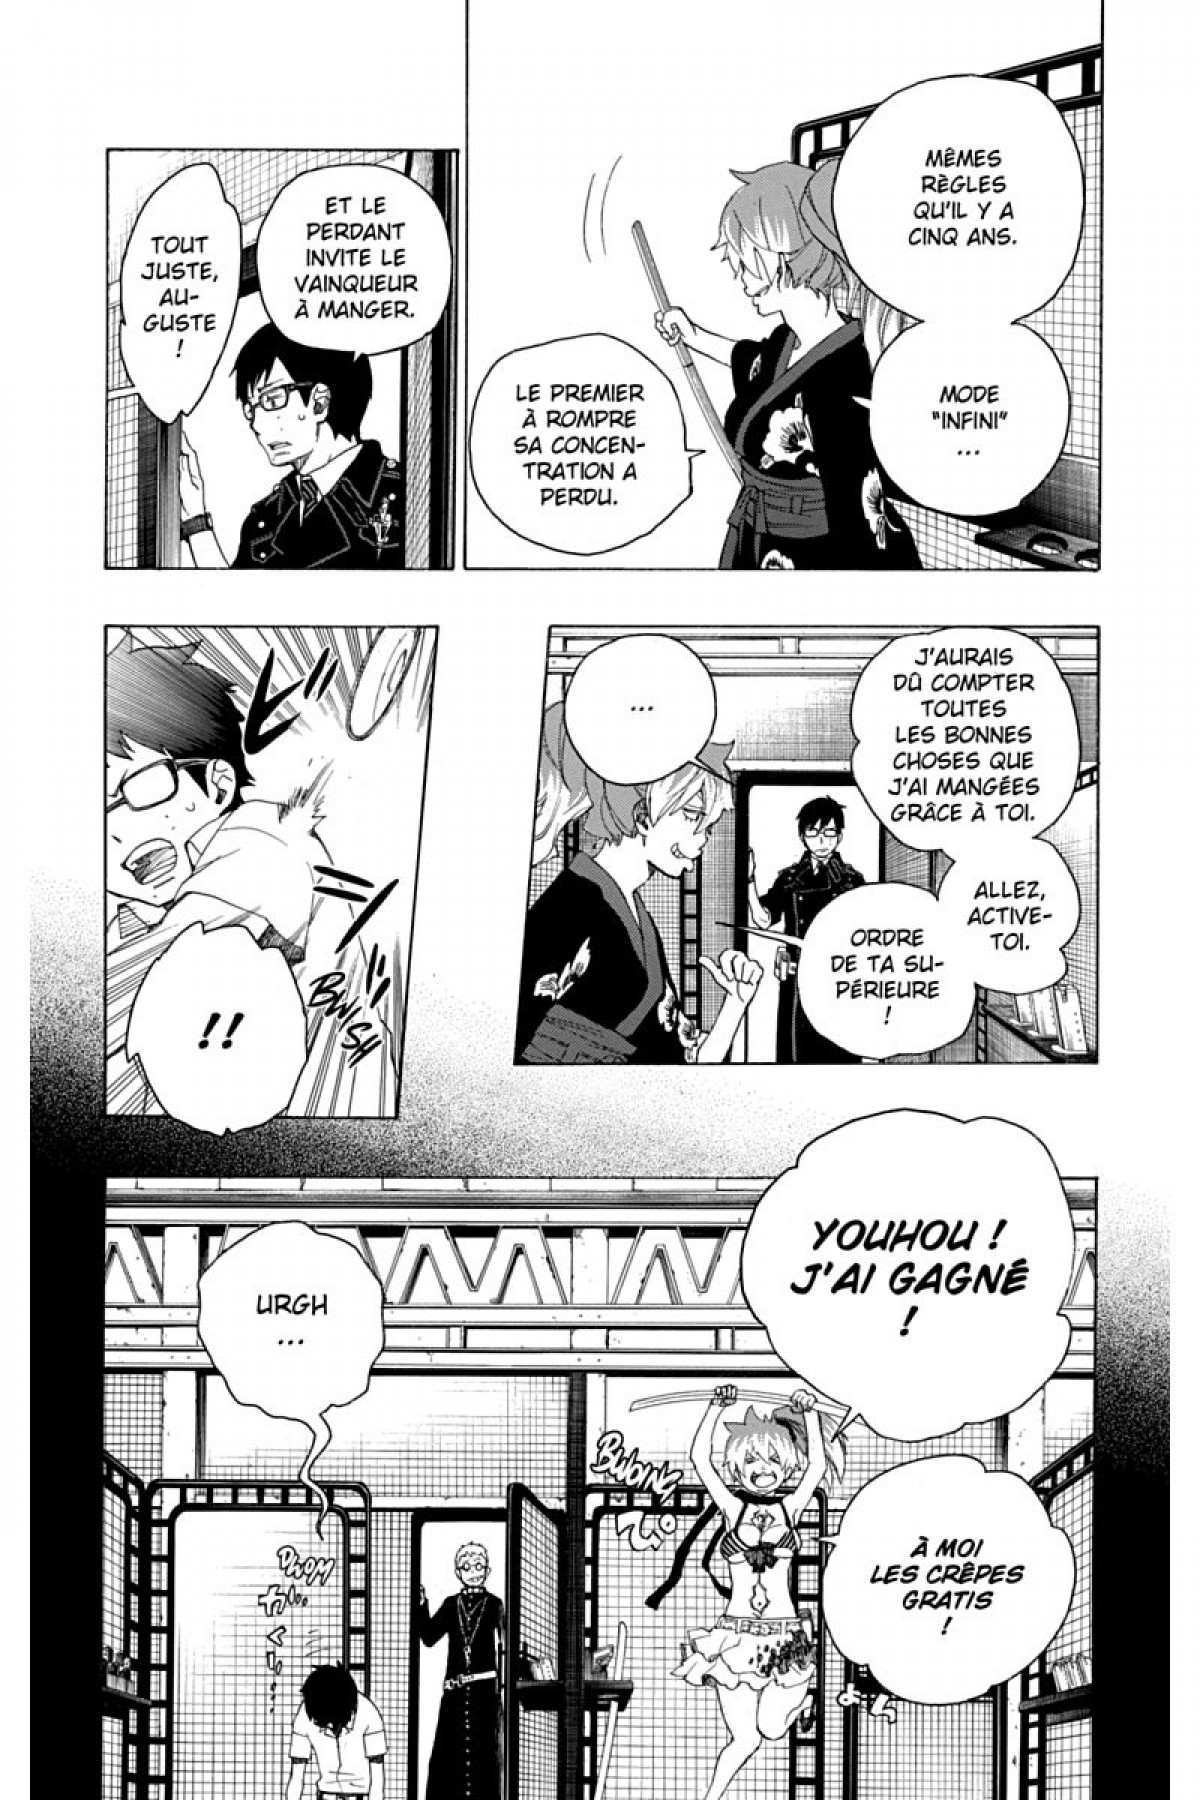 MÊMES
RÈGLES
QU'IL Y A
CINQ ANS.
MODE
"INFINI"
...
LE PREMIER
À ROMPRE
SA CONCEN-
TRATION A
PERDU.
ET LE
PERDANT
INVITE LE
VAINQUEUR
À MANGER.
TOUT
JUSTE,
AU-
GUSTE
!
J'AURAIS
DÛ COMPTER
TOUTES
LES BONNES
CHOSES QUE
J'AI MANGÉES
GRÂCE À TOI.
...
ALLEZ,
ACTIVE-
TOI.
ORDRE
DE TA SU-
PÉRIEURE
!
BWISH
!!
YOUHOU !
J'AI GAGNÉ
!
URGH
...
BWOING
À MOI
LES CRÊPES
GRATIS
!
DWOM